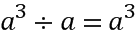 a³ ÷ a = a³